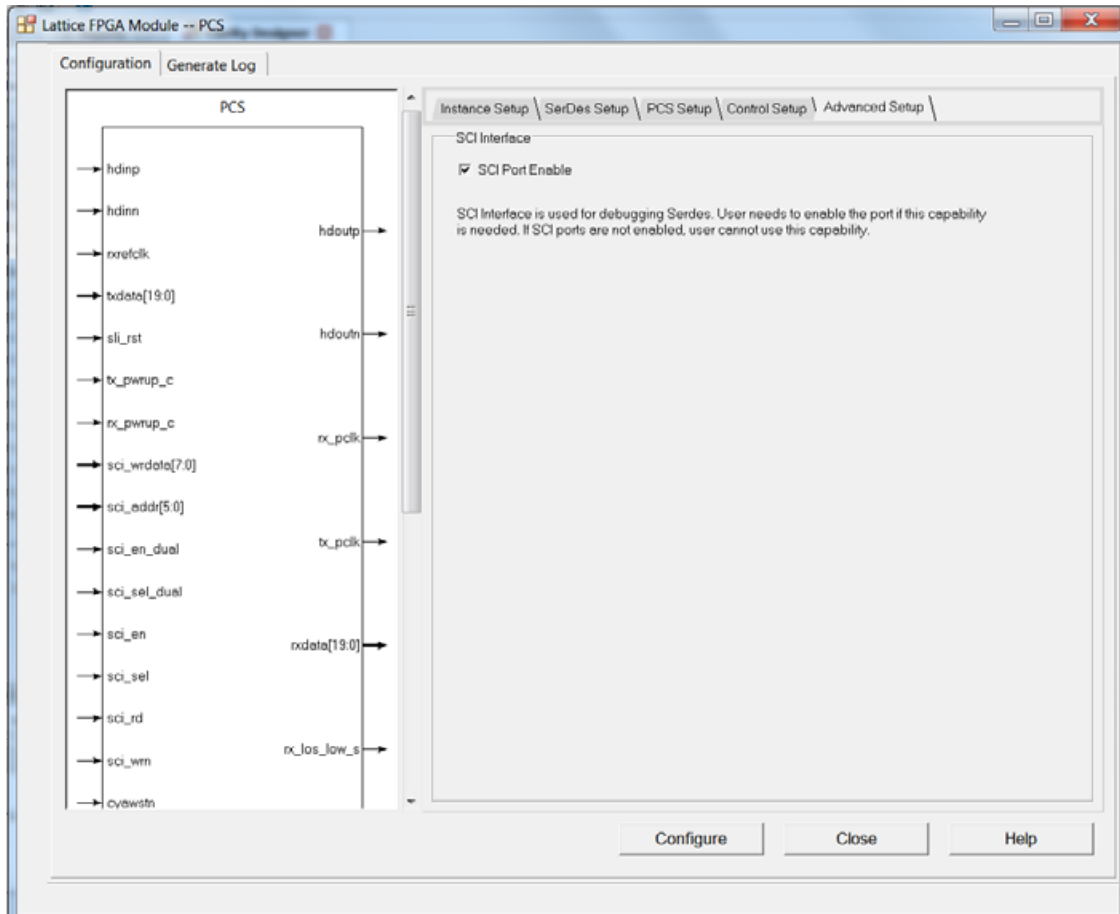 Lattice FPGA Module -- PCS
Configuration
Generate Log
PCS
hdinp
hdinn
rxrefclk
txdata[19:0]
sli_rst
tx_pwrup_c
rx_pwrup_c
sci_wrdata[7:0]
sci_addr[5:0]
sci_en_dual
sci_sel_dual
sci_en
sci_sel
sci_rd
sci_wrn
cyawstn
hdoutp
hdoutn
rx_pclk
tx_pclk
rxdata[19:0]
rx_los_low_s
Instance Setup
SerDes Setup
PCS Setup
Control Setup
Advanced Setup
SCI Interface
SCI Port Enable
SCI Interface is used for debugging Serdes. User needs to enable the port if this capability
is needed. If SCI ports are not enabled, user cannot use this capability.
Configure
Close
Help